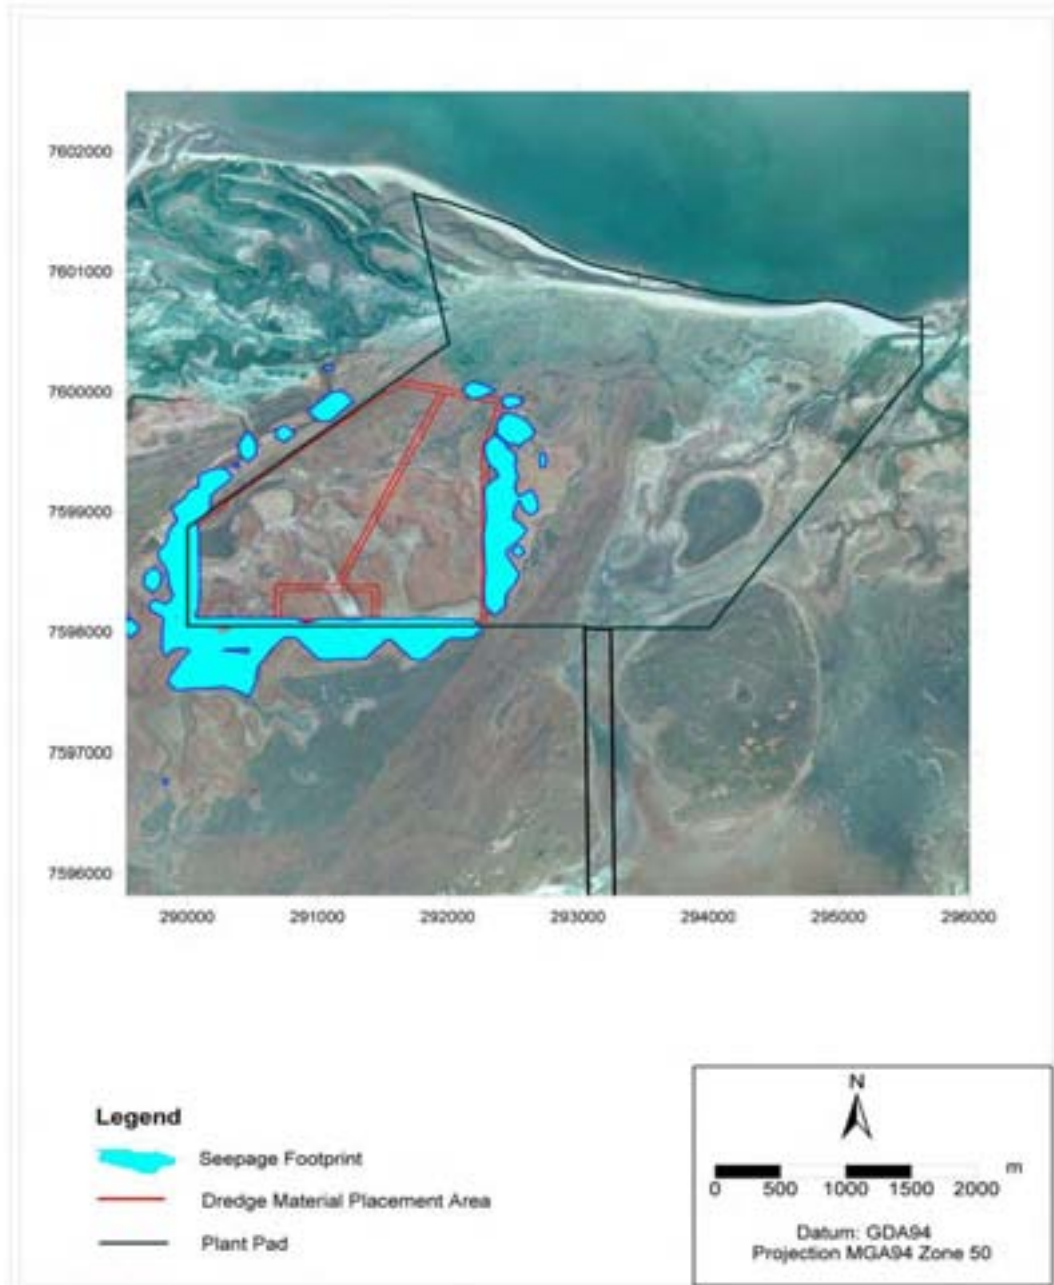 7602000
7601000
7600000
7599000
7598000
7597000
7596000
290000 291000 292000 293000 294000 295000 296000
Legend
Seepage Footprint
Dredge Material Placement Area
Plant Pad
N
m
0 500 1000 1500 2000
Datum: GDA94
Projection MGA94 Zone 50